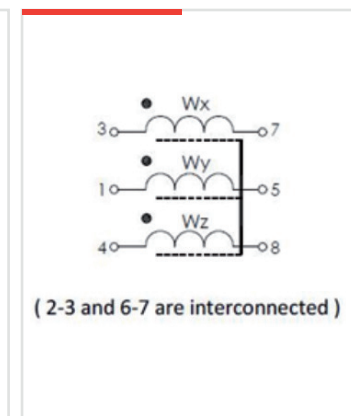 Wx
3 7
Wy
1 5
Wz
4 8
( 2-3 and 6-7 are interconnected )